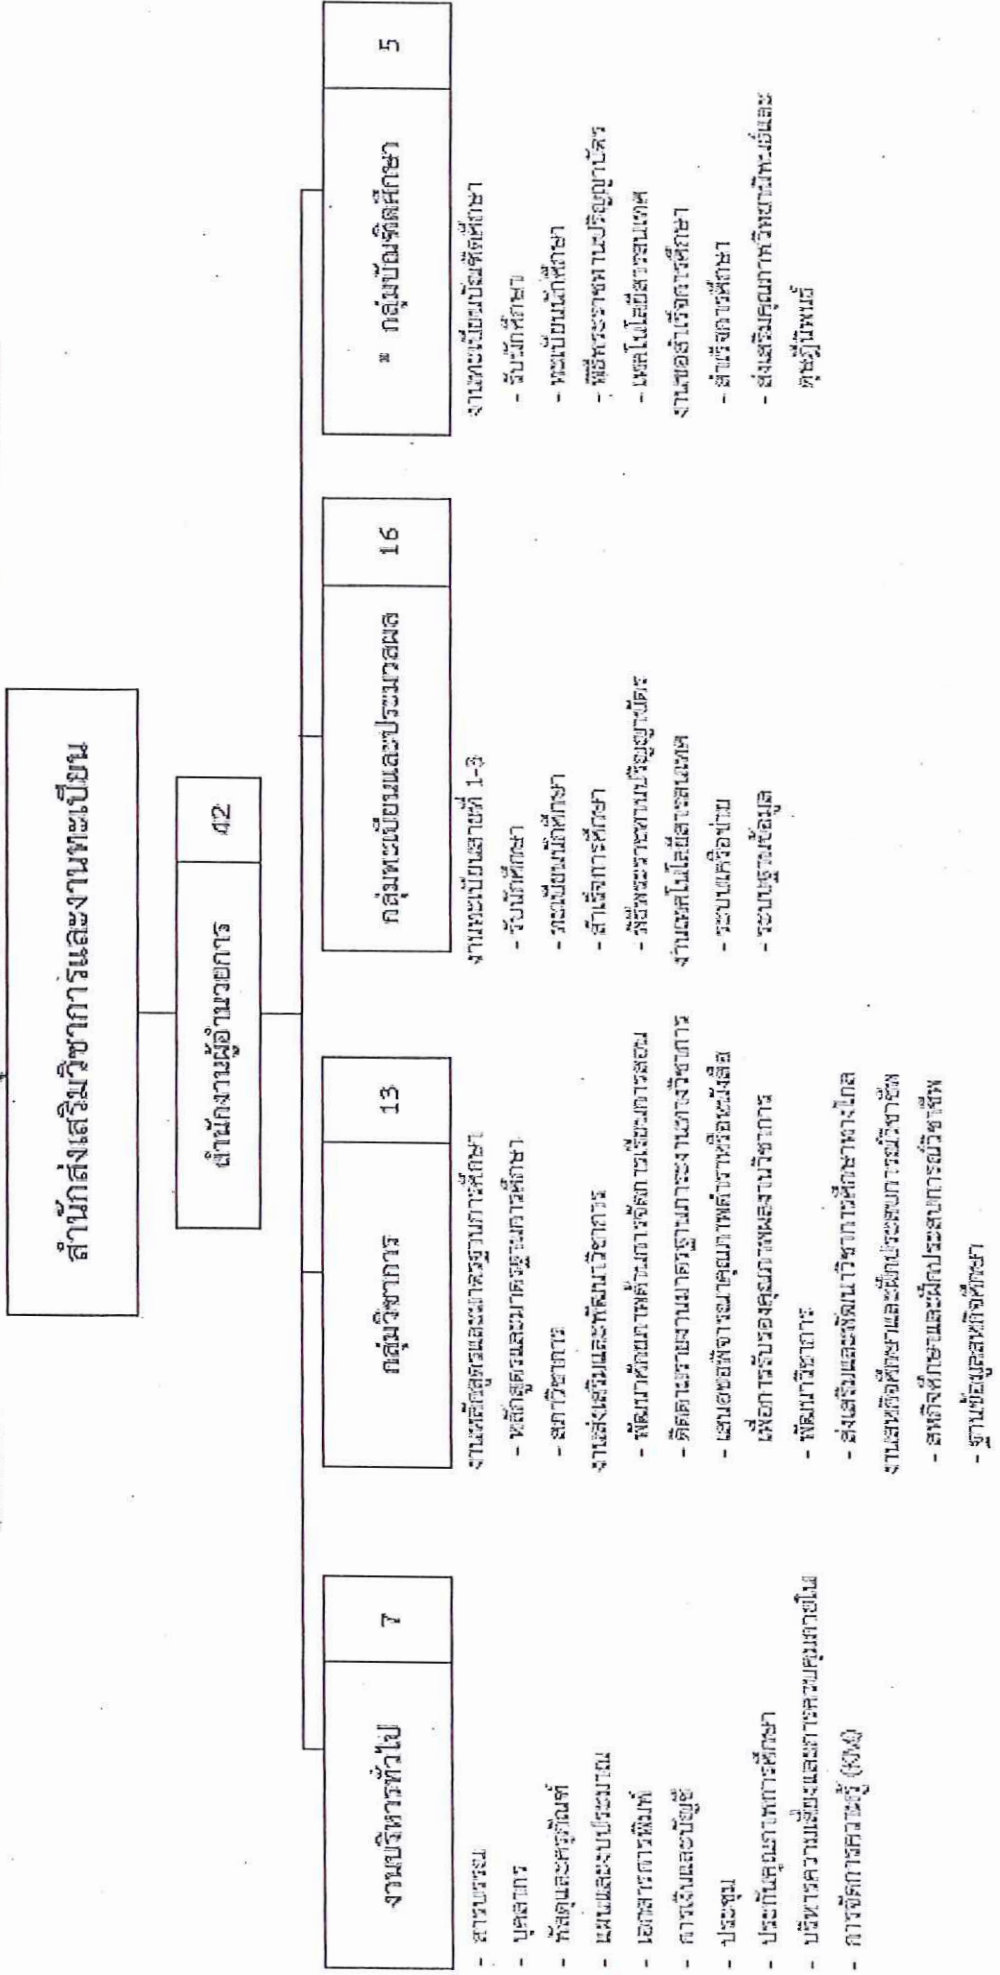 สำนักส่งเสริมวิชาการและงานทะเบียน
สำนักงานผู้อำนวยการ 42
งานบริหารทั่วไป 7
- สารบรรณ
- บุคลากร
- พัสดุและครุภัณฑ์
- แผนและงบประมาณ
- เอกสารการพิมพ์
- การเงินและบัญชี
- ประชุม
- ประกันคุณภาพการศึกษา
- บริหารความเสี่ยงและการควบคุมภายใน
- การจัดการความรู้ (KM)
กลุ่มวิชาการ 13
งานหลักสูตรและมาตรฐานการศึกษา
- หลักสูตรและมาตรฐานการศึกษา
- สภาวิชาการ
งานส่งเสริมและพัฒนาวิชาการ
- พัฒนาศักยภาพด้านการจัดการเรียนการสอน
- ติดตามรายงานมาตรฐานภาระงานทางวิชาการ
- เสนอขอพิจารณาคุณภาพตำราหรือหนังสือ
เพื่อการรับรองคุณภาพผลงานวิชาการ
- พัฒนาวิชาการ
- ส่งเสริมและพัฒนาวิชาการศึกษาทางไกล
งานสหกิจศึกษาและฝึกประสบการณ์วิชาชีพ
- สหกิจศึกษาและฝึกประสบการณ์วิชาชีพ
- ฐานข้อมูลสหกิจศึกษา
กลุ่มทะเบียนและประมวลผล 16
งานทะเบียนสายที่ 1-3
- รับนักศึกษา
- ทะเบียนนักศึกษา
- สำเร็จการศึกษา
- พิธีพระราชทานปริญญาบัตร
งานเทคโนโลยีสารสนเทศ
- ระบบเครือข่าย
- ระบบฐานข้อมูล
* กลุ่มบัณฑิตศึกษา 5
งานทะเบียนบัณฑิตศึกษา
- รับนักศึกษา
- ทะเบียนนักศึกษา
- พิธีพระราชทานปริญญาบัตร
- เทคโนโลยีสารสนเทศ
งานขอสำเร็จการศึกษา
- สำเร็จการศึกษา
- ส่งเสริมคุณภาพวิทยานิพนธ์และ
ดุษฎีนิพนธ์